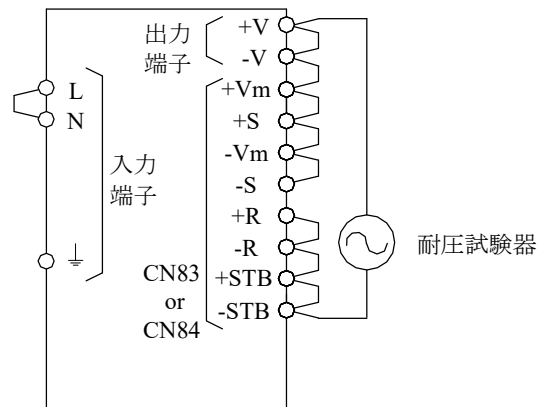 出力
端子
+V
-V
+Vm
+S
-Vm
-S
+R
-R
+STB
-STB
L
N
入力
端子
CN83
or
CN84
耐圧試験器